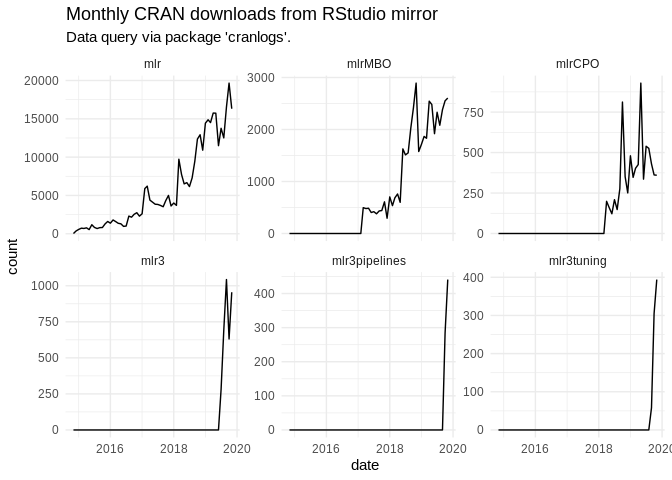 Monthly CRAN downloads from RStudio mirror
Data query via package 'cranlogs'.
mlr
mlrMBO
mlrCPO
20000
15000
10000
5000
0
3000
2000
1000
0
750
500
250
0
count
mlr3
mlr3pipelines
mlr3tuning
1000
750
500
250
0
400
300
200
100
0
400
300
200
100
0
2016 2018 2020
2016 2018 2020
2016 2018 2020
date